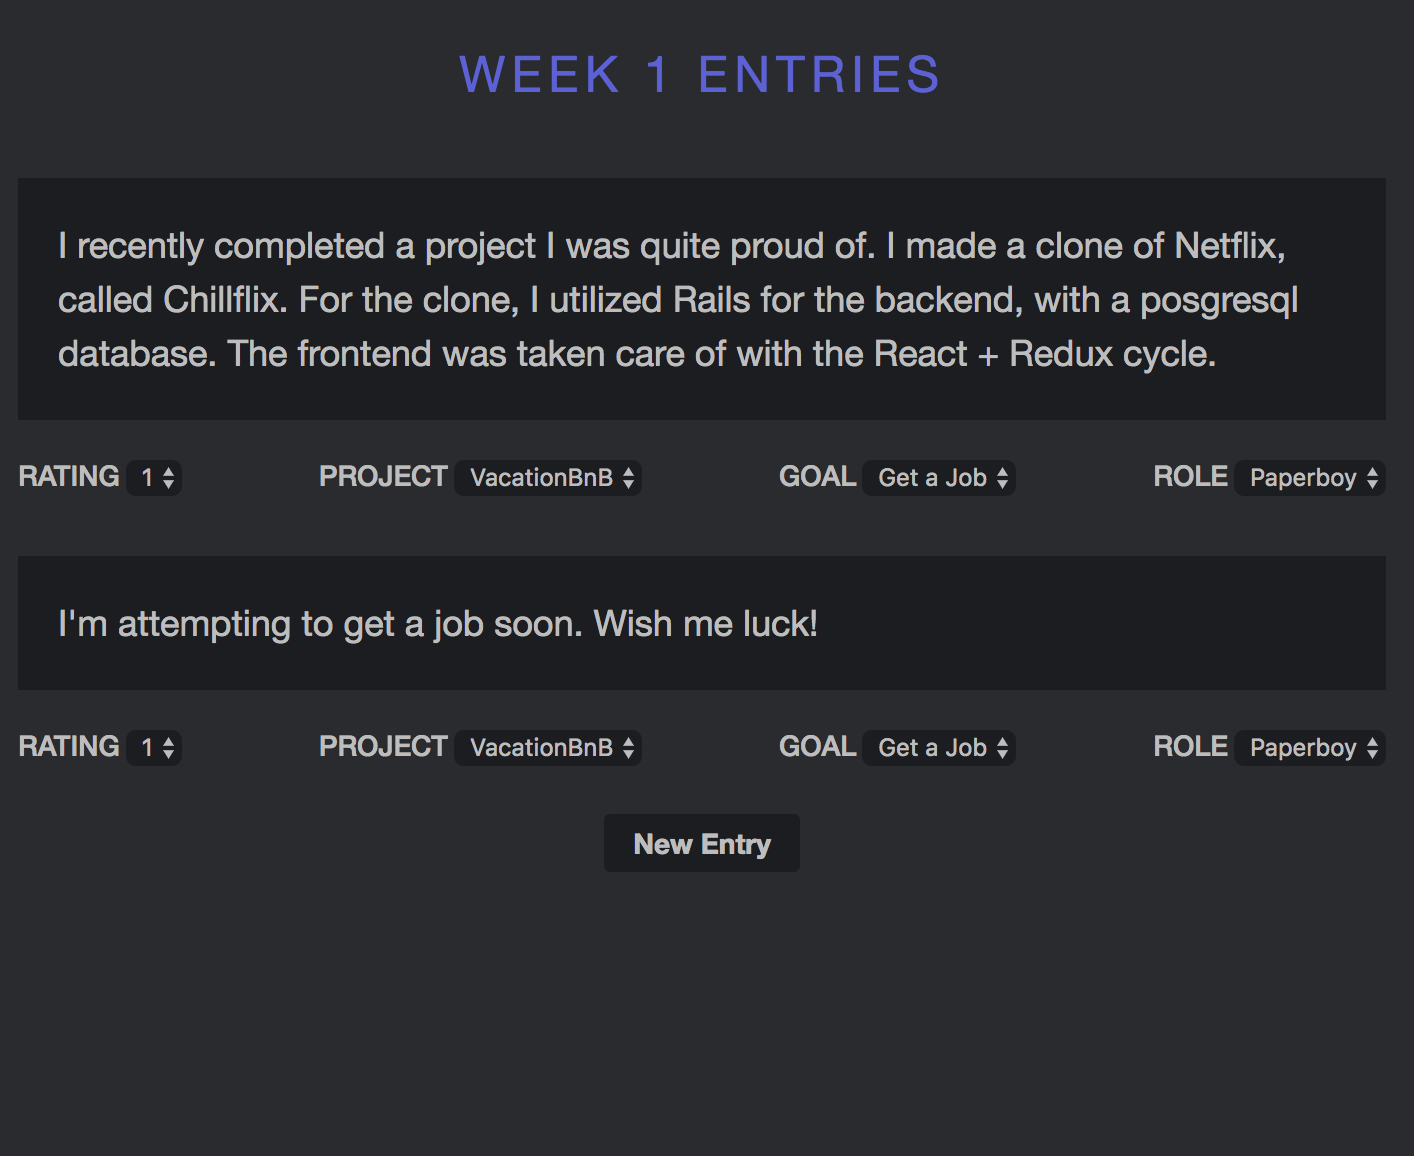 WEEK 1 ENTRIES
I recently completed a project I was quite proud of. I made a clone of Netflix,
called Chillflix. For the clone, I utilized Rails for the backend, with a posgresql
database. The frontend was taken care of with the React + Redux cycle.
RATING 1 PROJECT VacationBnB GOAL Get a Job ROLE Paperboy
I'm attempting to get a job soon. Wish me luck!
RATING 1 PROJECT VacationBnB GOAL Get a Job ROLE Paperboy
New Entry